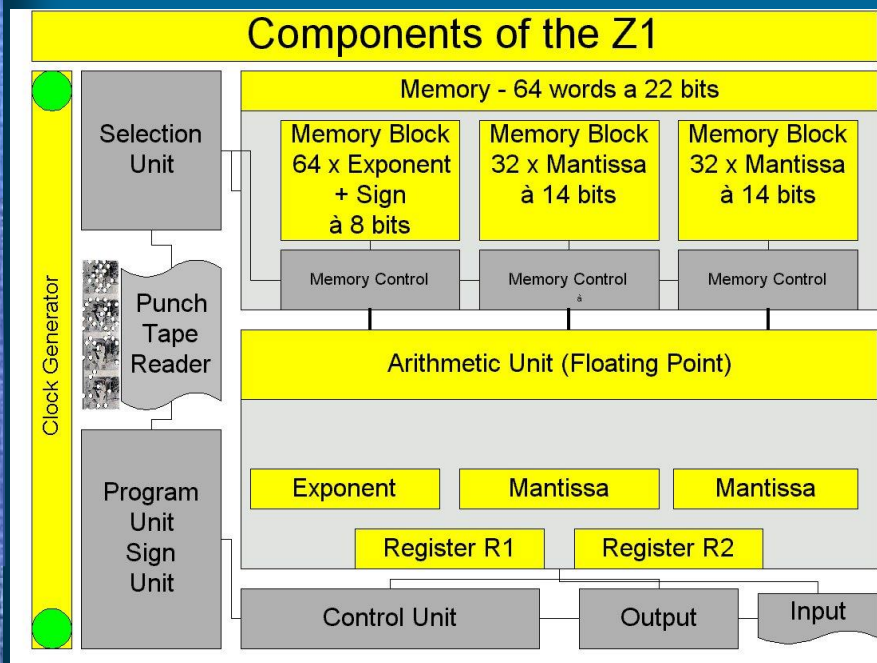 Components of the Z1
Clock Generator
Selection
Unit
Punch
Tape
Reader
Program
Unit
Sign
Unit
Memory - 64 words a 22 bits
Memory Block
64 x Exponent
+ Sign
à 8 bits
Memory Block
32 x Mantissa
à 14 bits
Memory Block
32 x Mantissa
à 14 bits
Memory Control
Memory Control
à
Memory Control
Arithmetic Unit (Floating Point)
Exponent
Mantissa
Mantissa
Register R1
Register R2
Control Unit
Output
Input